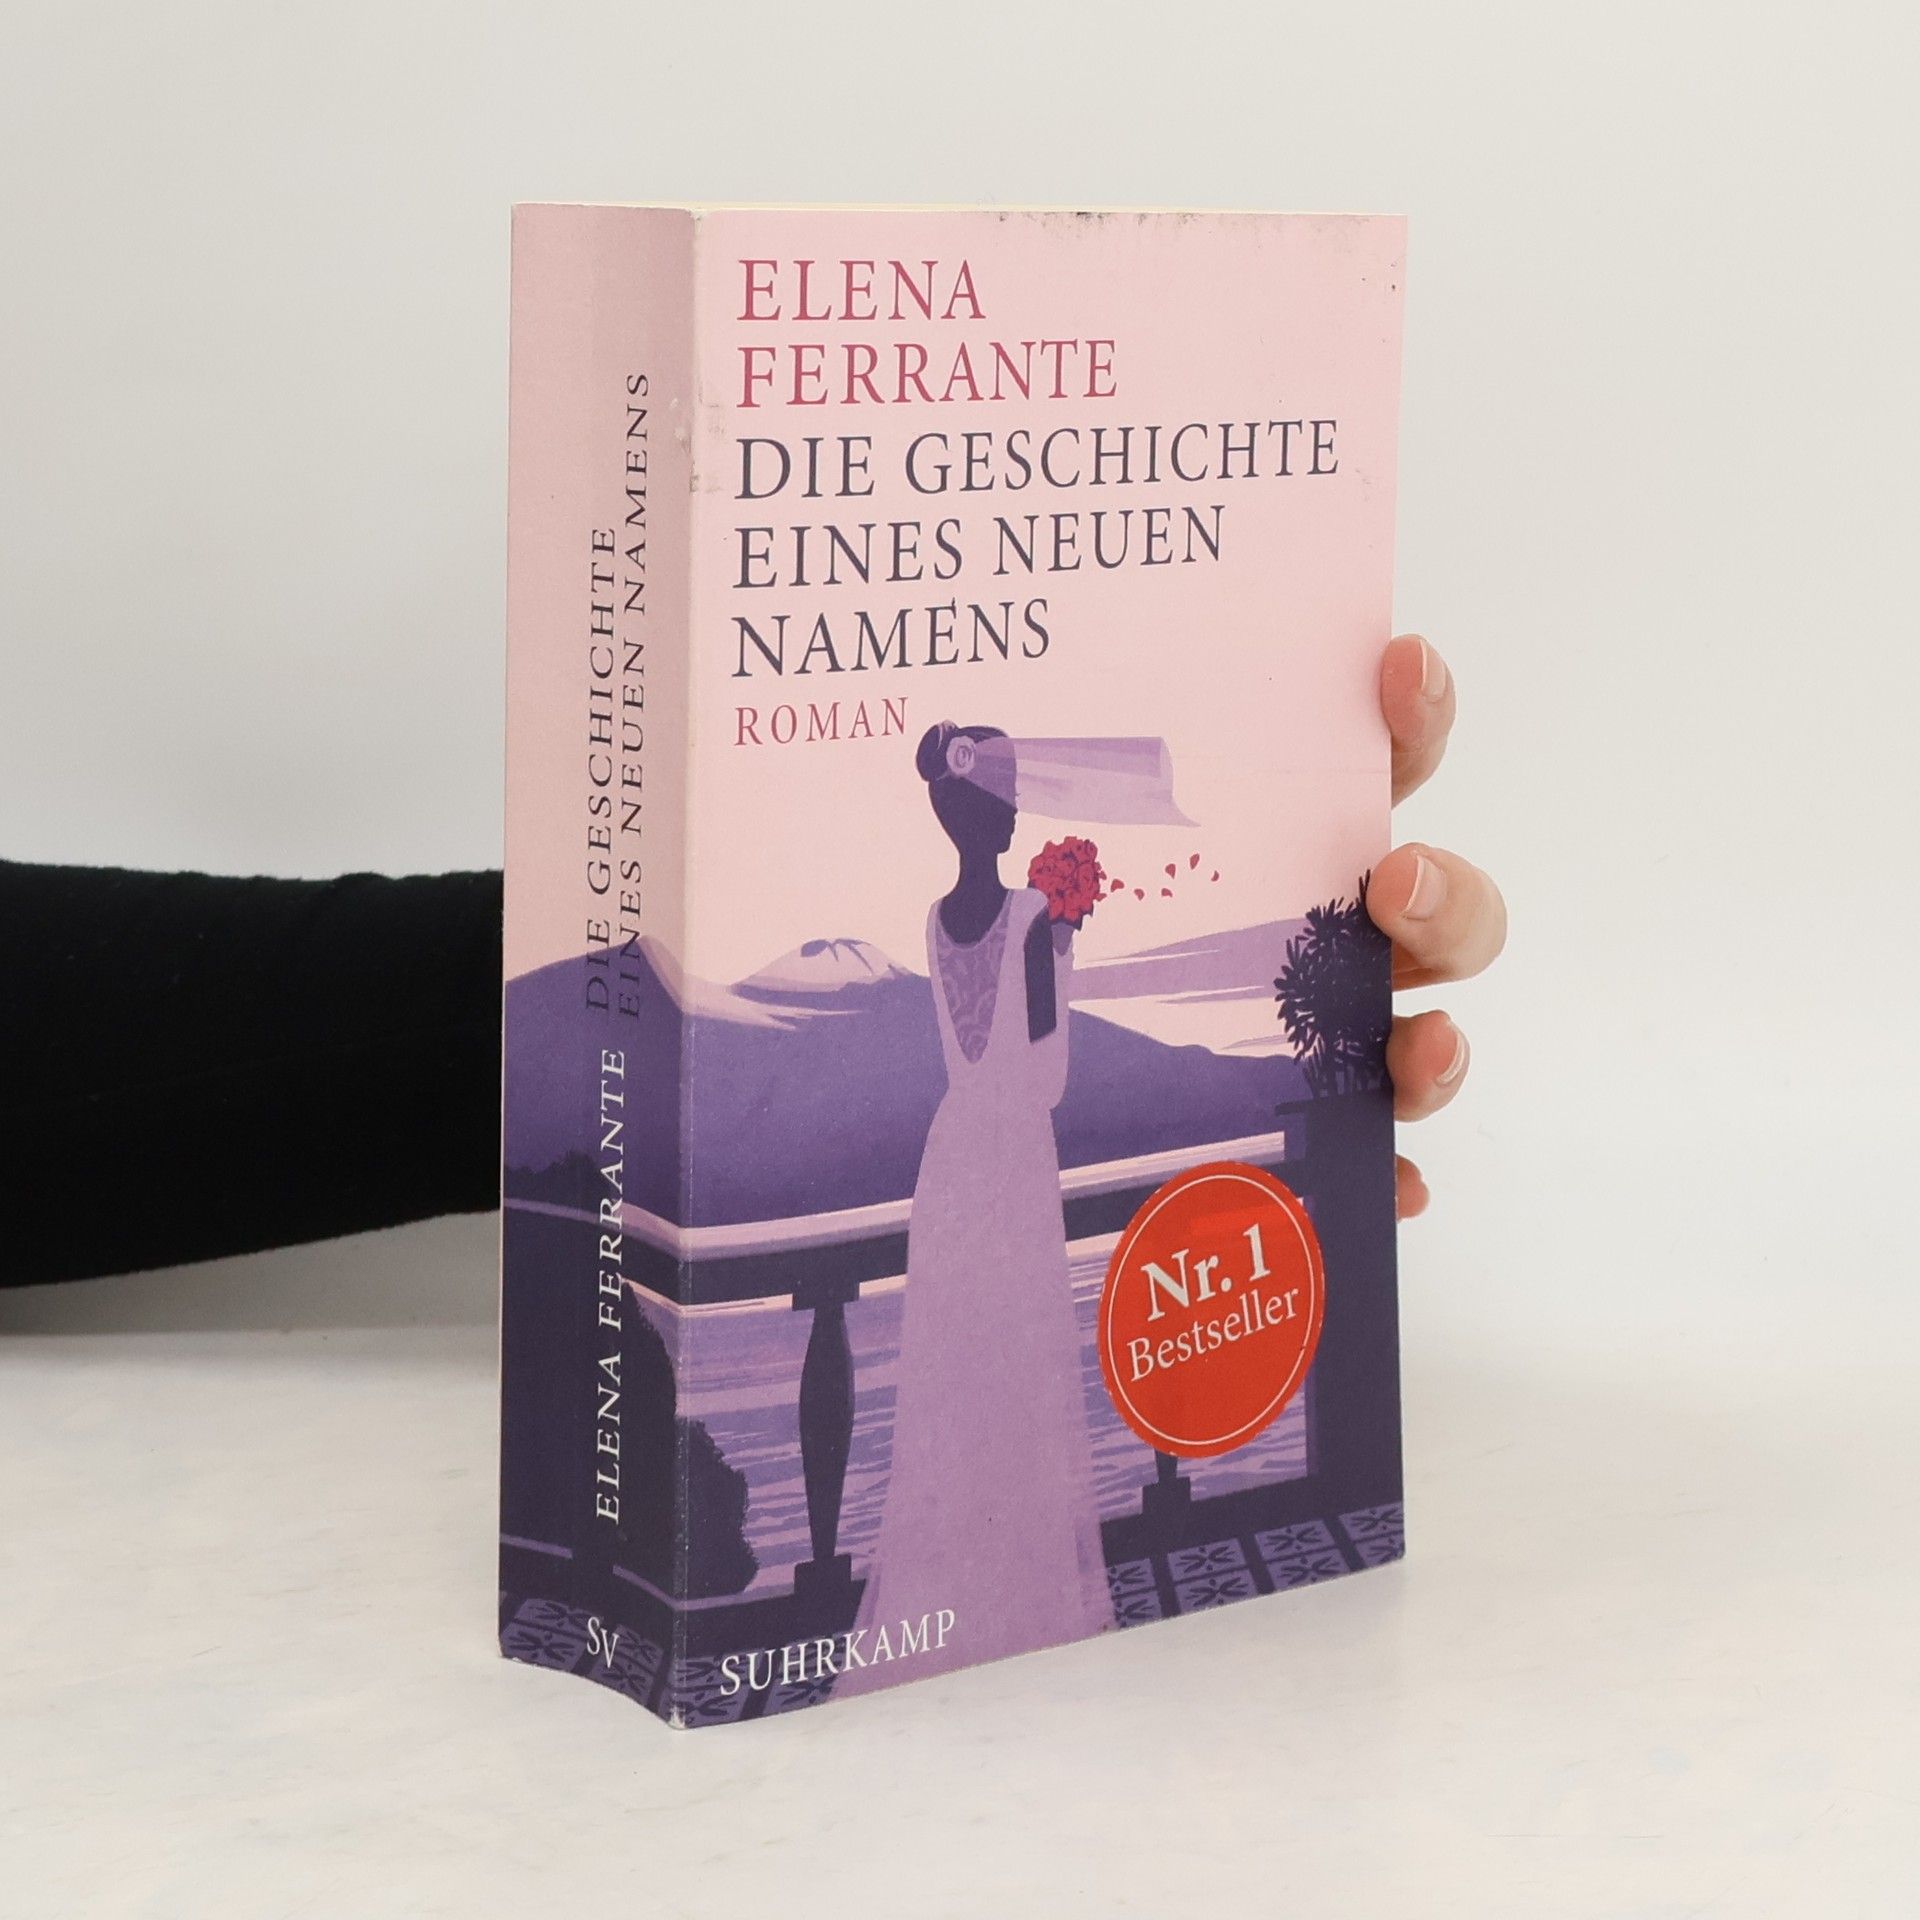 ELENA
FERRANTE
DIE GESCHICHTE
EINES NEUEN
NAMENS
ROMAN
Nr. 1
Bestseller
SUHRKAMP
DIE GESCHICHTE
EINES NEUEN NAMENS
ELENA FERRANTE
SV